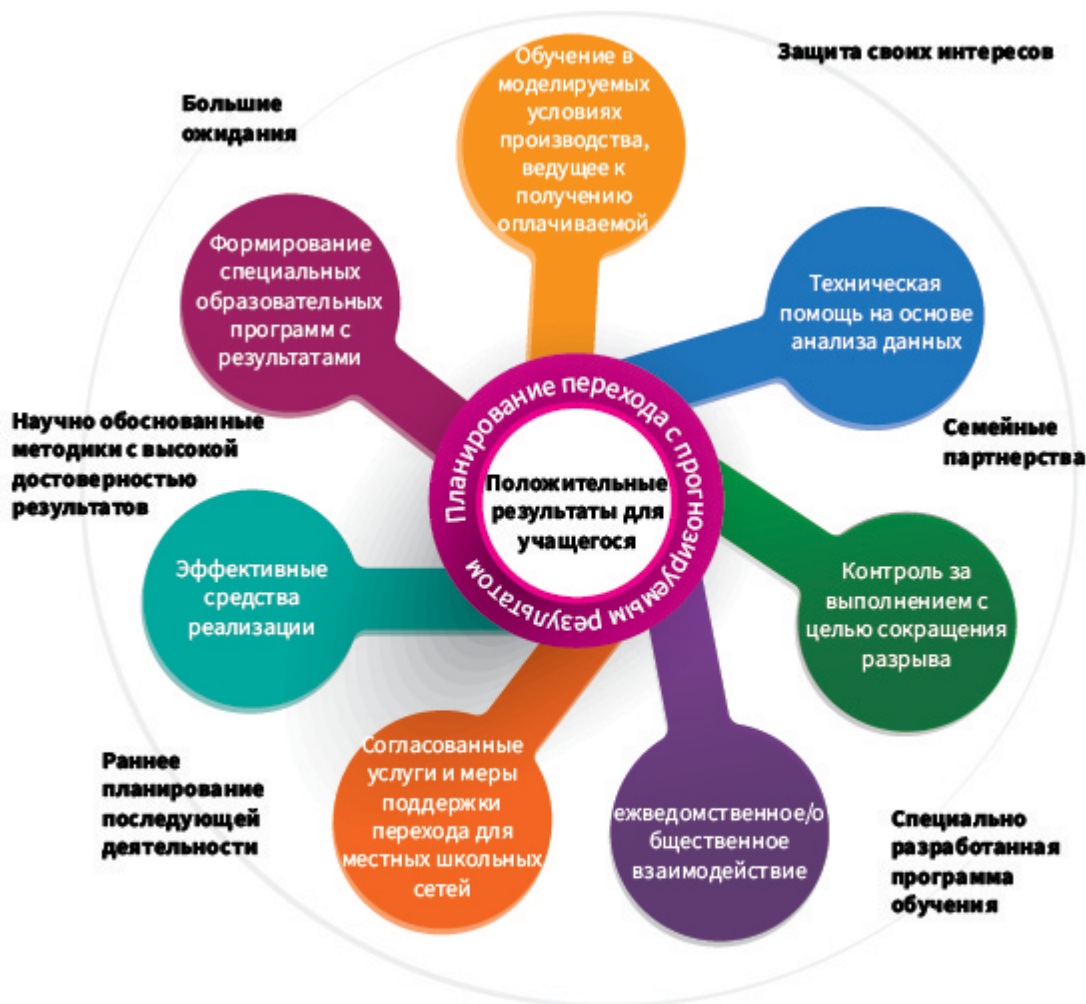 Защита своих интересов
Большие
ожидания
Обучение в
моделируемых
условиях
производства,
ведущее к
получению
оплачиваемой
Формирование
специальных
образовательных
программ с
результатами
Техническая
помощь на основе
анализа данных
Планирование перехода с прогнозируемым результатом
Положительные
результаты для
учащегося
Научно обоснованные
методики с высокой
достоверностью
результатов
Семейные
партнерства
Эффективные
средства
реализации
Контроль за
выполнением с
целью сокращения
разрыва
Согласованные
услуги и меры
поддержки
перехода для
местных школьных
сетей
ежведомственное/о
бщественное
взаимодействие
Раннее
планирование
последующей
деятельности
Специально
разработанная
программа
обучения